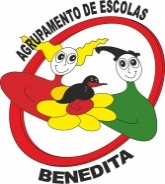 AGRUPAMENTO DE ESCOLAS
BENEDITA